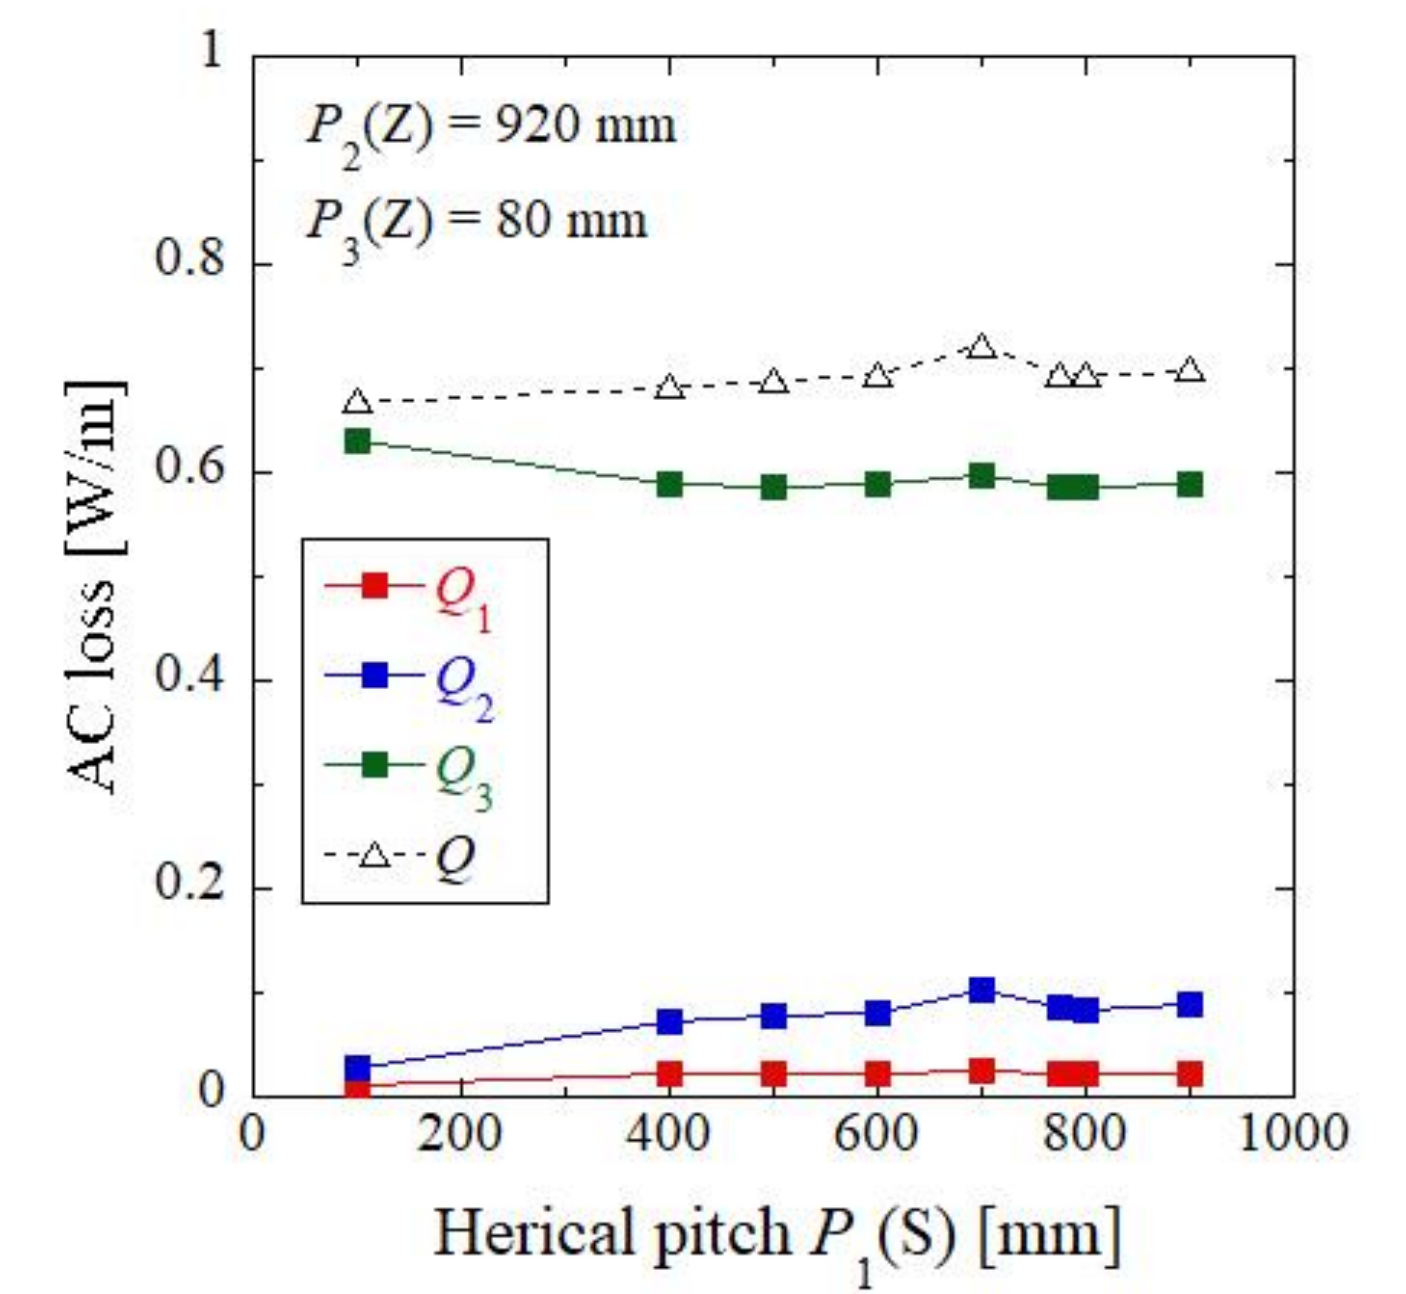 P2(Z) = 920 mm
P3(Z) = 80 mm
1
0.8
0.6
0.4
0.2
0
AC loss [W/m]
Q1
Q2
Q3
Q
0 200 400 600 800 1000
Herical pitch P1(S) [mm]